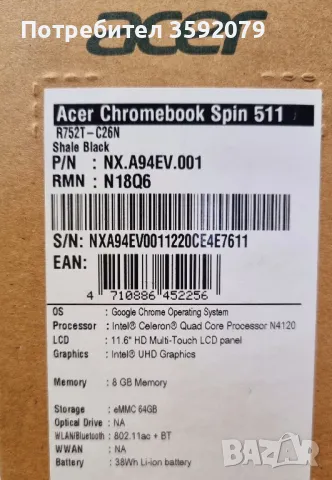 Потребител 3592079
acer
Acer Chromebook Spin 511
R752T-C26N
Shale Black
P/N : NX.A94EV.001
RMN : N18Q6
S/N: NXA94EV0011220CE4E7611
EAN:
4 710886 452256
OS : Google Chrome Operating System
Processor : Intel® Celeron® Quad Core Processor N4120
LCD : 11.6" HD Multi-Touch LCD panel
Graphics : Intel® UHD Graphics
Memory : 8 GB Memory
Storage : eMMC 64GB
Optical Drive : NA
WLAN/Bluetooth : 802.11ac + BT
WWAN : NA
Battery : 38Wh Li-ion battery
bazar